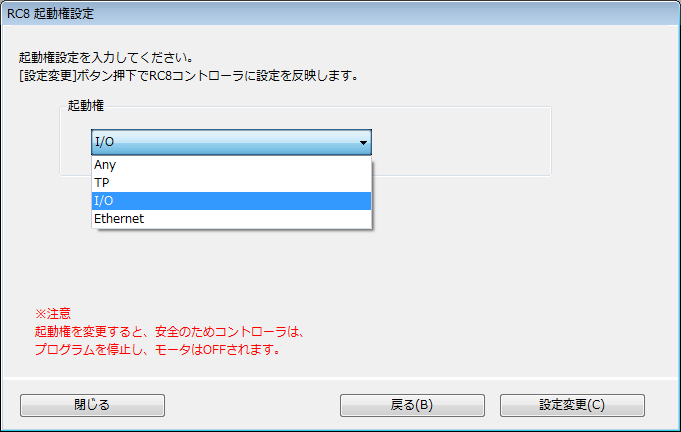 RC8 起動権設定
起動権設定を入力してください。
[設定変更]ボタン押下でRC8コントローラに設定を反映します。
起動権
I/O
Any
TP
I/O
Ethernet
※注意
起動権を変更すると、安全のためコントローラは、
プログラムを停止し、モータはOFFされます。
閉じる
戻る(B)
設定変更(C)